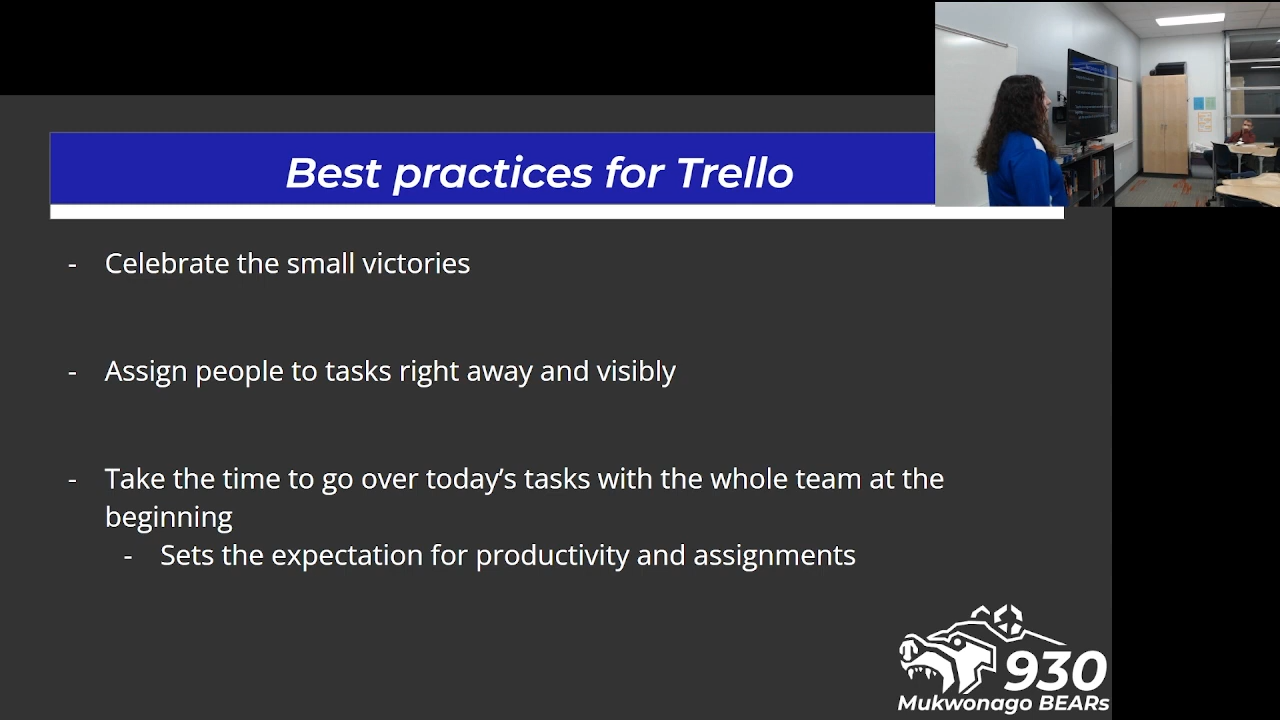 Best practices for Trello
- Celebrate the small victories
- Assign people to tasks right away and visibly
- Take the time to go over today’s tasks with the whole team at the
beginning
- Sets the expectation for productivity and assignments
930
Mukwonago BEARs